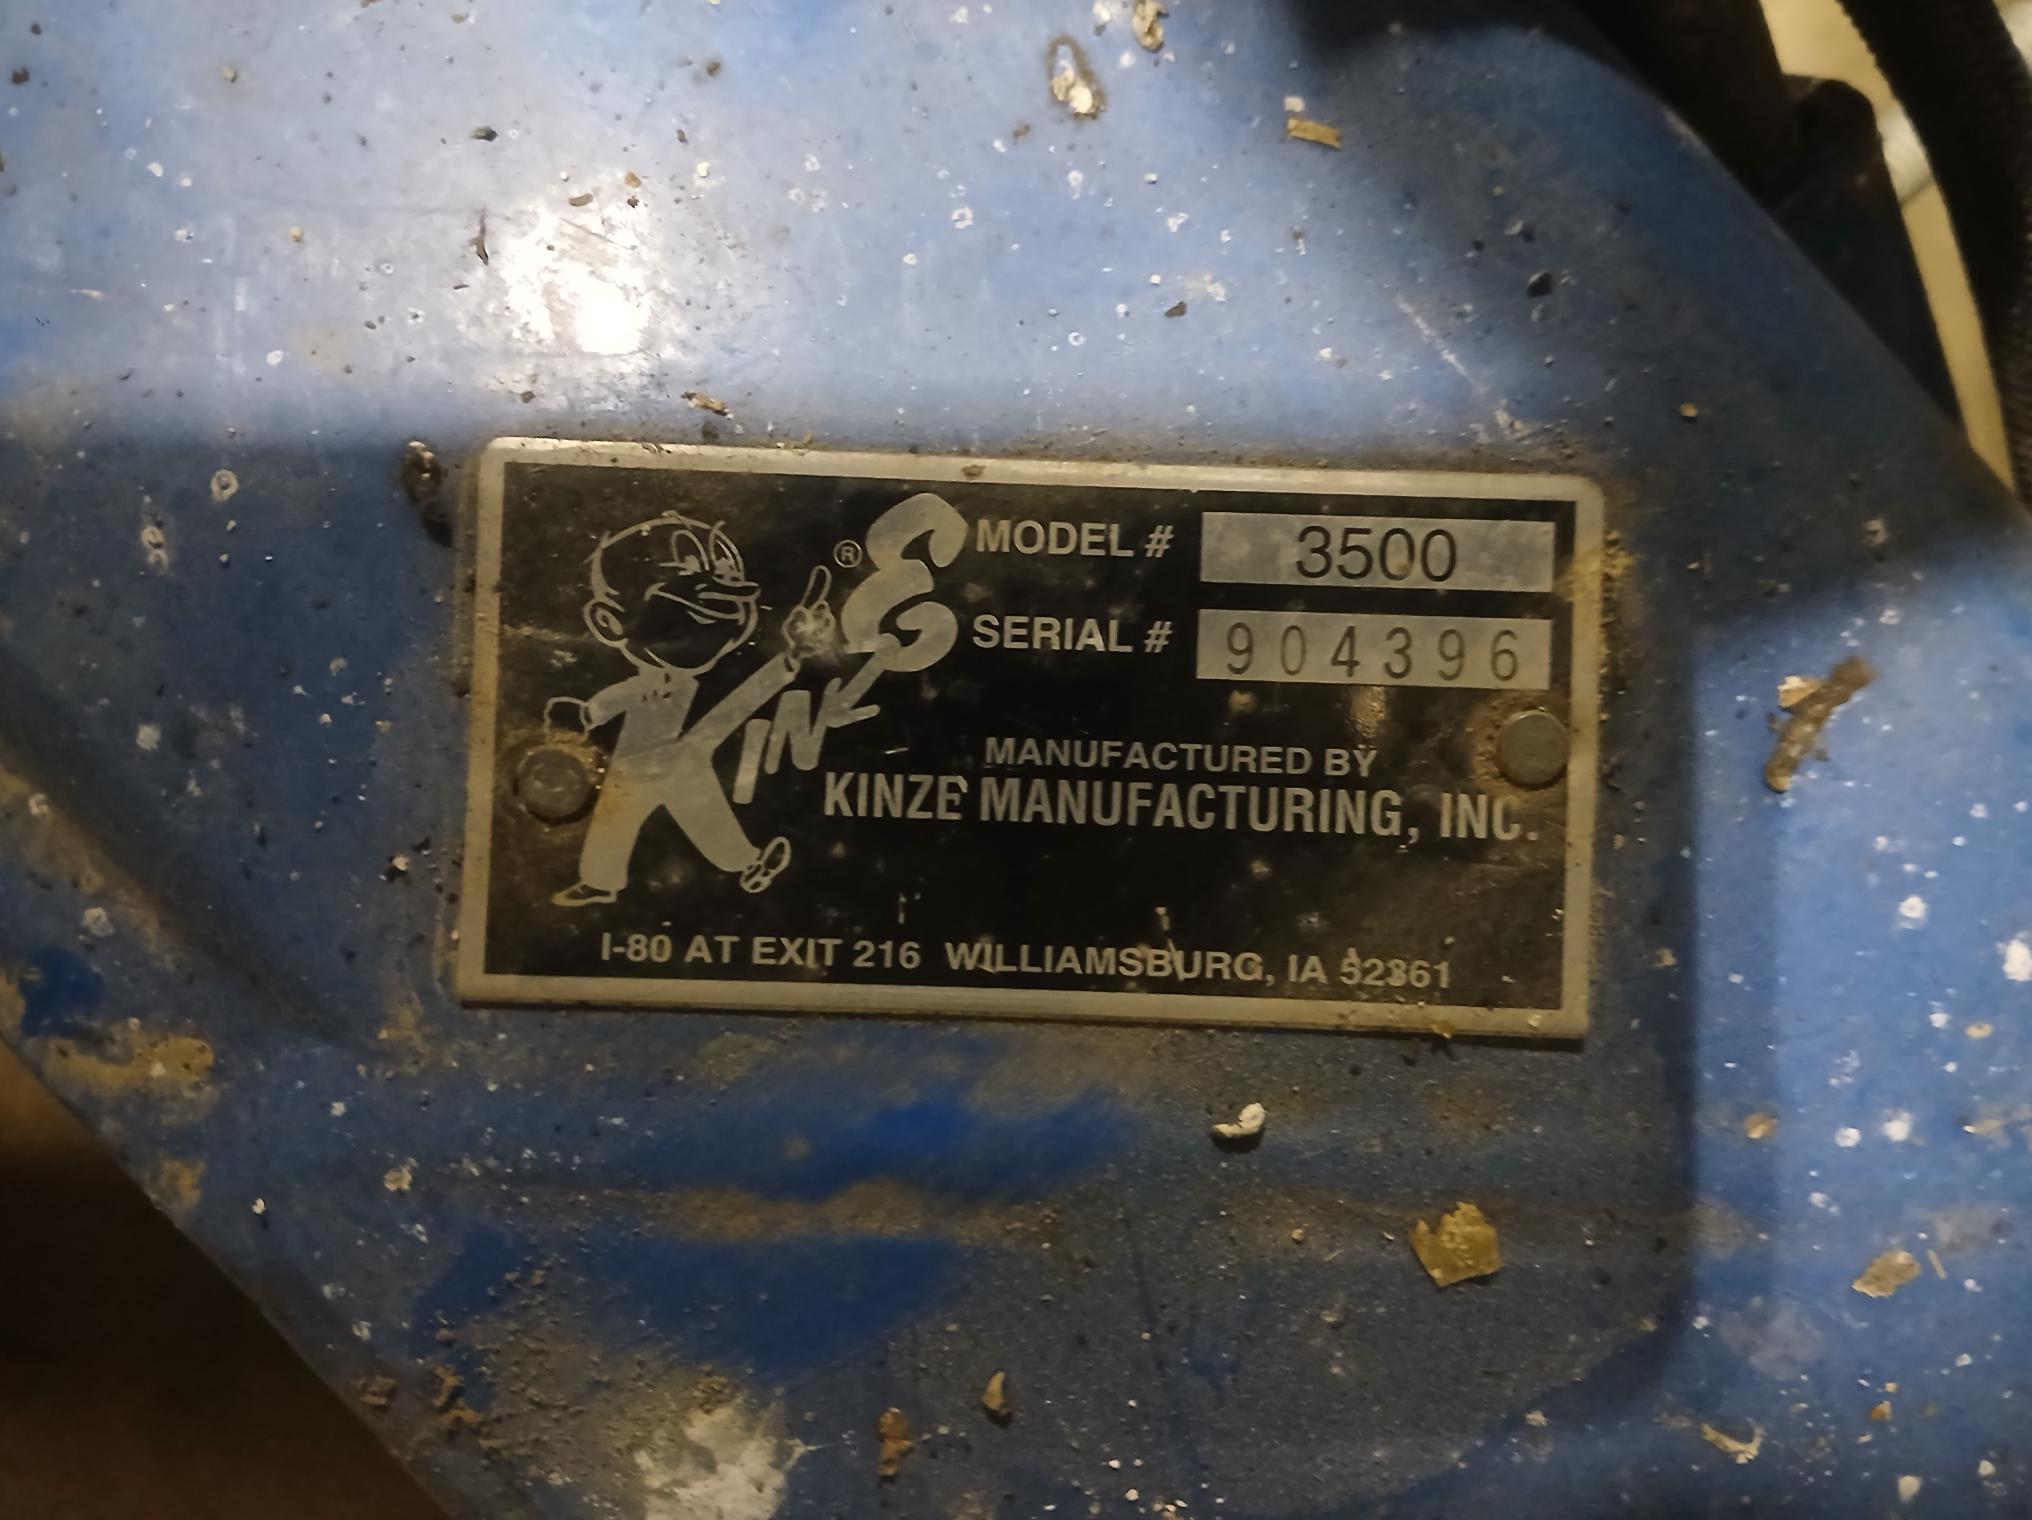 KINZE ®
MODEL # 3500
SERIAL # 904396
MANUFACTURED BY
KINZE MANUFACTURING, INC.
I-80 AT EXIT 216 WILLIAMSBURG, IA 52361